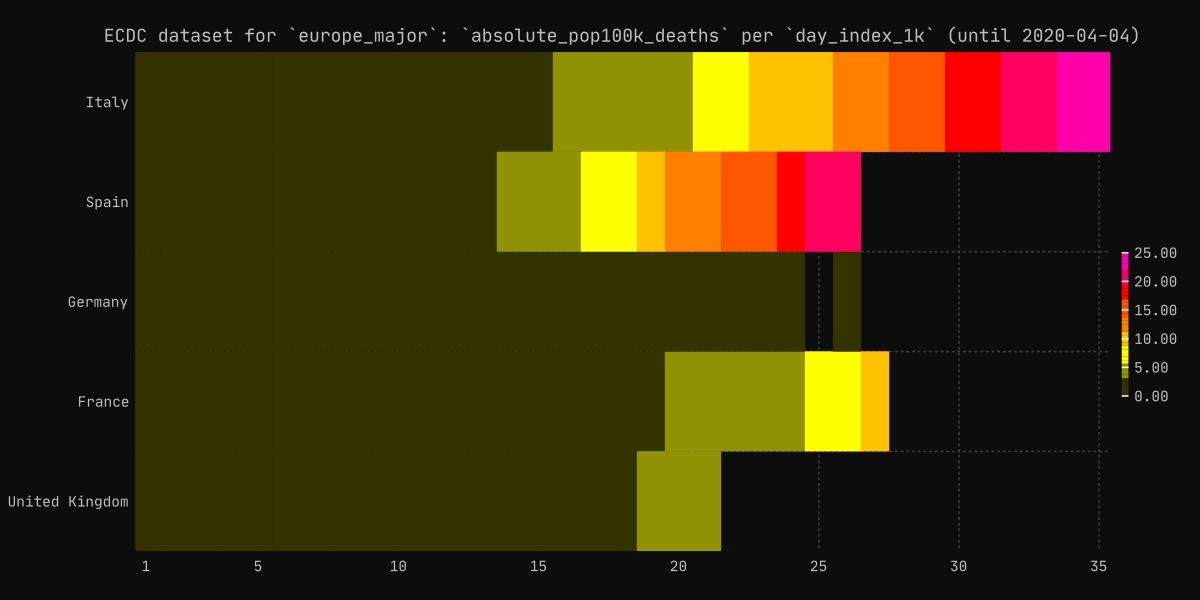 ECDC dataset for `europe_major`: `absolute_pop100k_deaths` per `day_index_1k` (until 2020-04-04)
Italy
Spain
Germany
France
United Kingdom
1 5 10 15 20 25 30 35
25.00
20.00
15.00
10.00
5.00
0.00